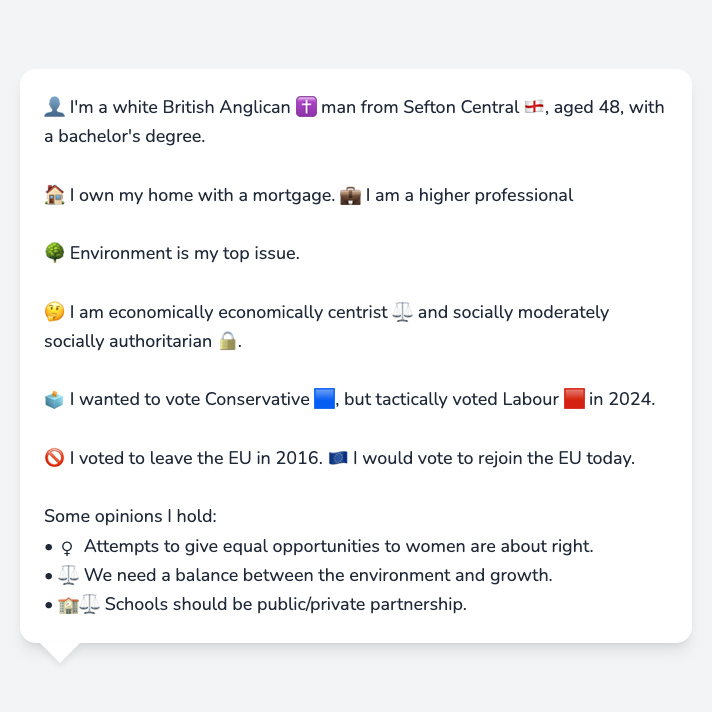 👤 I'm a white British Anglican ✝️ man from Sefton Central 🏴󠁧󠁢󠁥󠁮󠁧󠁿, aged 48, with
a bachelor's degree.
🏠 I own my home with a mortgage. 💼 I am a higher professional
🌳 Environment is my top issue.
🤔 I am economically economically centrist ⚖️ and socially moderately
socially authoritarian 🔒.
🗳️ I wanted to vote Conservative 🟦, but tactically voted Labour 🟥 in 2024.
🚫 I voted to leave the EU in 2016. 🇪🇺 I would vote to rejoin the EU today.
Some opinions I hold:
• ♀ Attempts to give equal opportunities to women are about right.
• ⚖️ We need a balance between the environment and growth.
• 🏫⚖️ Schools should be public/private partnership.